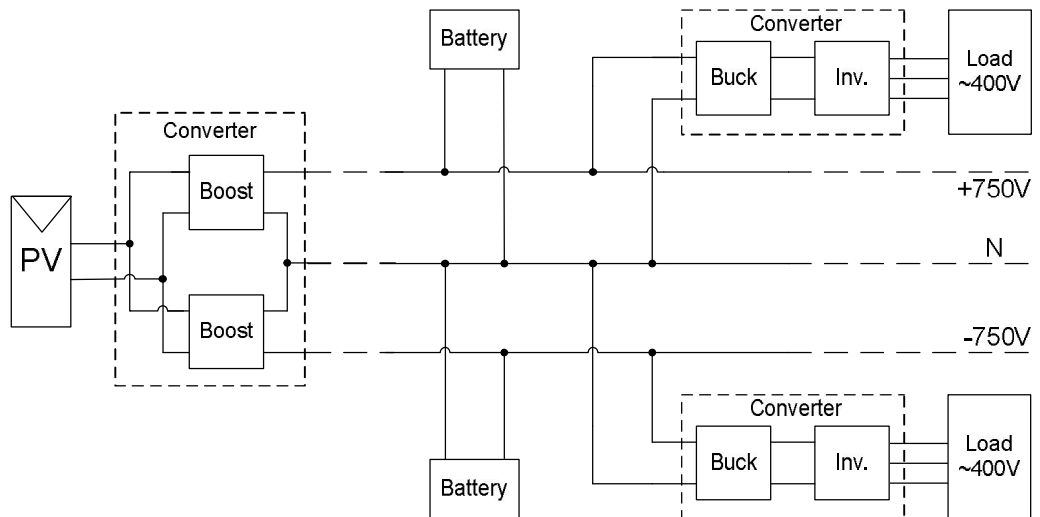 Battery
Converter
Buck
Inv.
Load
~400V
Converter
Boost
+750V
PV
N
Boost
-750V
Converter
Buck
Inv.
Load
~400V
Battery